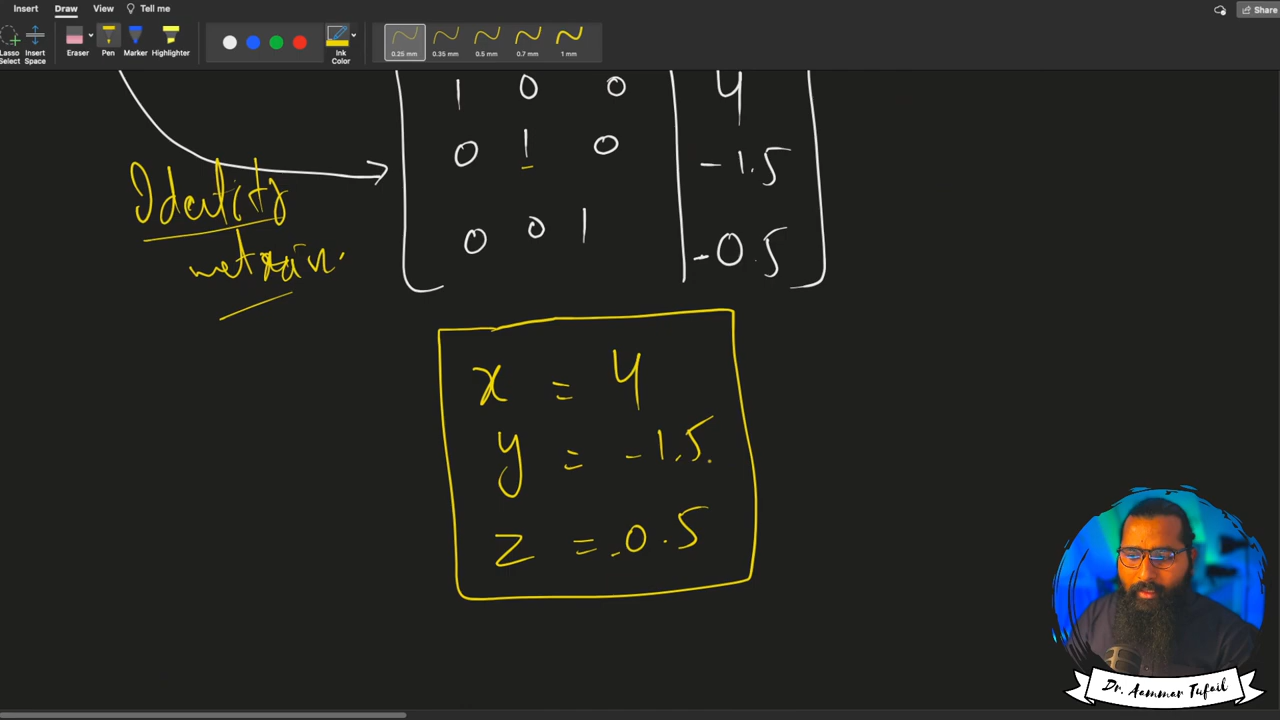 Insert Draw View Tell me
Share
Lasso Select
Insert Space
Eraser
Pen
Marker
Highlighter
Ink Color
0.25 mm
0.35 mm
0.5 mm
0.7 mm
1 mm
1 0 0 4
0 1 0 -1.5
0 0 1 -0.5
Identity
x = 4
y = -1.5.
z = -0.5
Dr. Aammar Tufail